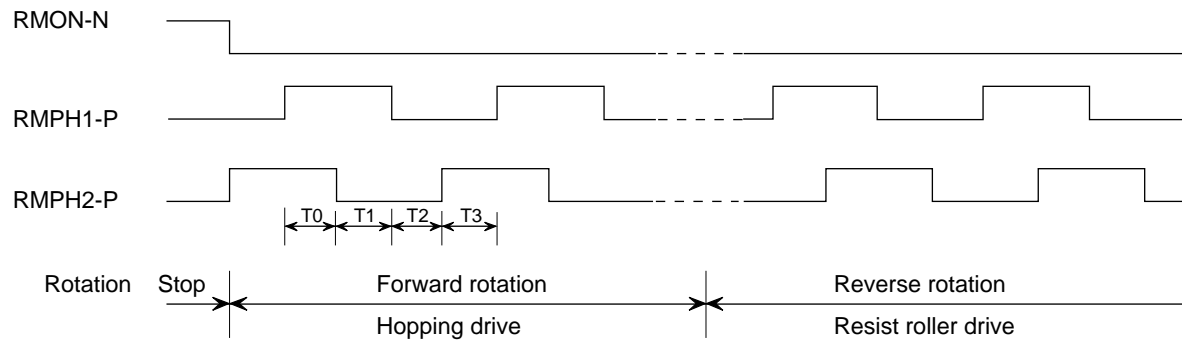 RMON-N
RMPH1-P
RMPH2-P
T0 T1 T2 T3
Rotation Stop Forward rotation Reverse rotation
Hopping drive Resist roller drive